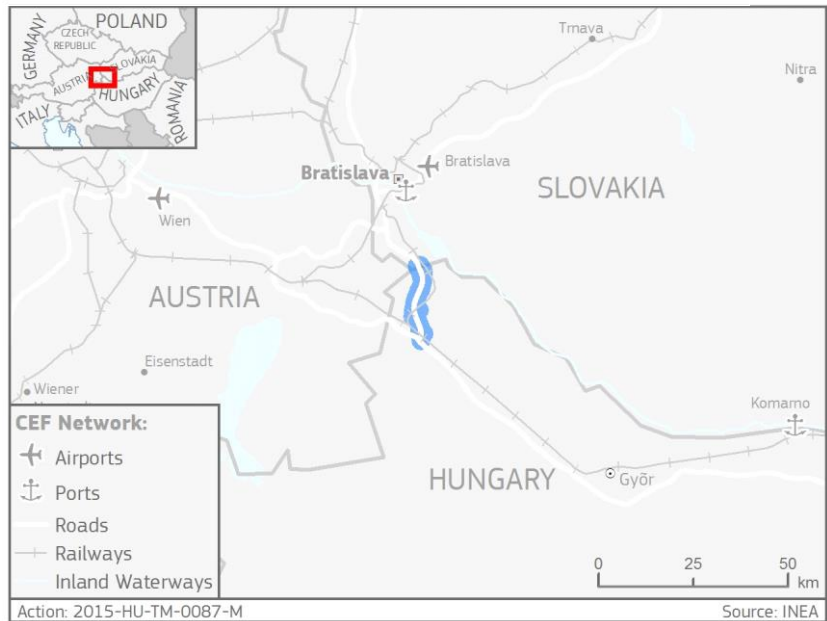 POLAND
GERMANY
CZECH
REPUBLIC
SLOVAKIA
AUSTRIA
HUNGARY
ITALY
ROMANIA
Trnava
Nitra
Bratislava
Bratislava
SLOVAKIA
Wien
AUSTRIA
Eisenstadt
Wiener
Komarno
CEF Network:
Airports
Ports
Roads
Railways
Inland Waterways
HUNGARY
Győr
0 25 50
km
Action: 2015-HU-TM-0087-M
Source: INEA